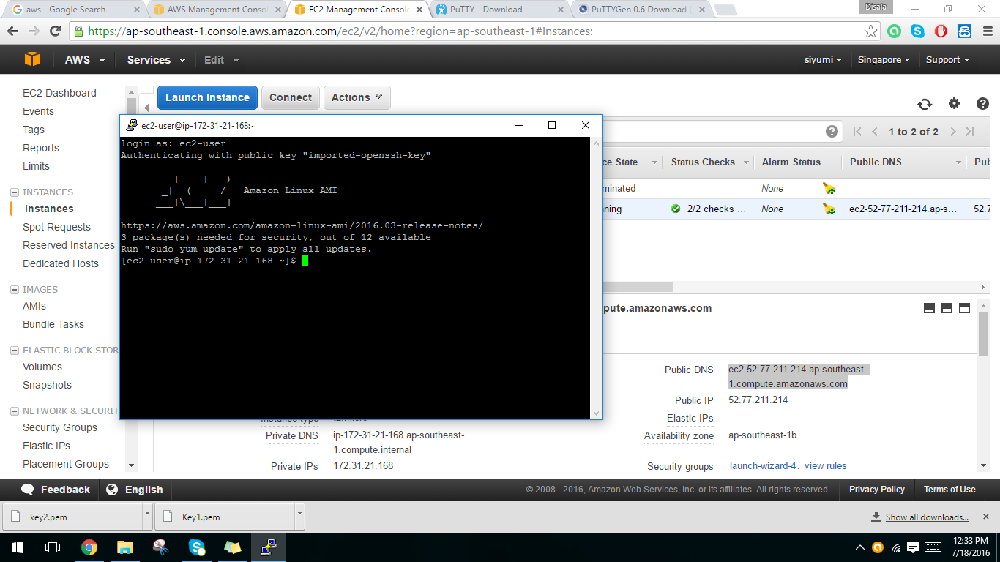 aws - Google Search
AWS Management Consol
EC2 Management Console
PuTTY - Download
PuTTYGen 0.6 Download
Disala
https://ap-southeast-1.console.aws.amazon.com/ec2/v2/home?region=ap-southeast-1#Instances:
AWS Services Edit siyumi Singapore Support
EC2 Dashboard
Events
Tags
Reports
Limits
INSTANCES
Instances
Spot Requests
Reserved Instances
Dedicated Hosts
IMAGES
AMIs
Bundle Tasks
ELASTIC BLOCK STOR
Volumes
Snapshots
NETWORK & SECURIT
Security Groups
Elastic IPs
Placement Groups
Launch Instance Connect Actions
1 to 2 of 2
ce State Status Checks Alarm Status Public DNS Pub
minated None
nning 2/2 checks ... None ec2-52-77-211-214.ap-s... 52.7
ec2-user@ip-172-31-21-168:~
login as: ec2-user
Authenticating with public key "imported-openssh-key"
__| __|_ )
_| ( / Amazon Linux AMI
___|\___|___|
https://aws.amazon.com/amazon-linux-ami/2016.03-release-notes/
3 package(s) needed for security, out of 12 available
Run "sudo yum update" to apply all updates.
[ec2-user@ip-172-31-21-168 ~]$
pute.amazonaws.com
Public DNS ec2-52-77-211-214.ap-southeast-
1.compute.amazonaws.com
Public IP 52.77.211.214
Elastic IPs
Availability zone ap-southeast-1b
Security groups launch-wizard-4. view rules
Instance type t2.micro
Private DNS ip-172-31-21-168.ap-southeast-
1.compute.internal
Private IPs 172.31.21.168
Feedback English
© 2008 - 2016, Amazon Web Services, Inc. or its affiliates. All rights reserved. Privacy Policy Terms of Use
key2.pem Key1.pem Show all downloads...
12:33 PM
7/18/2016